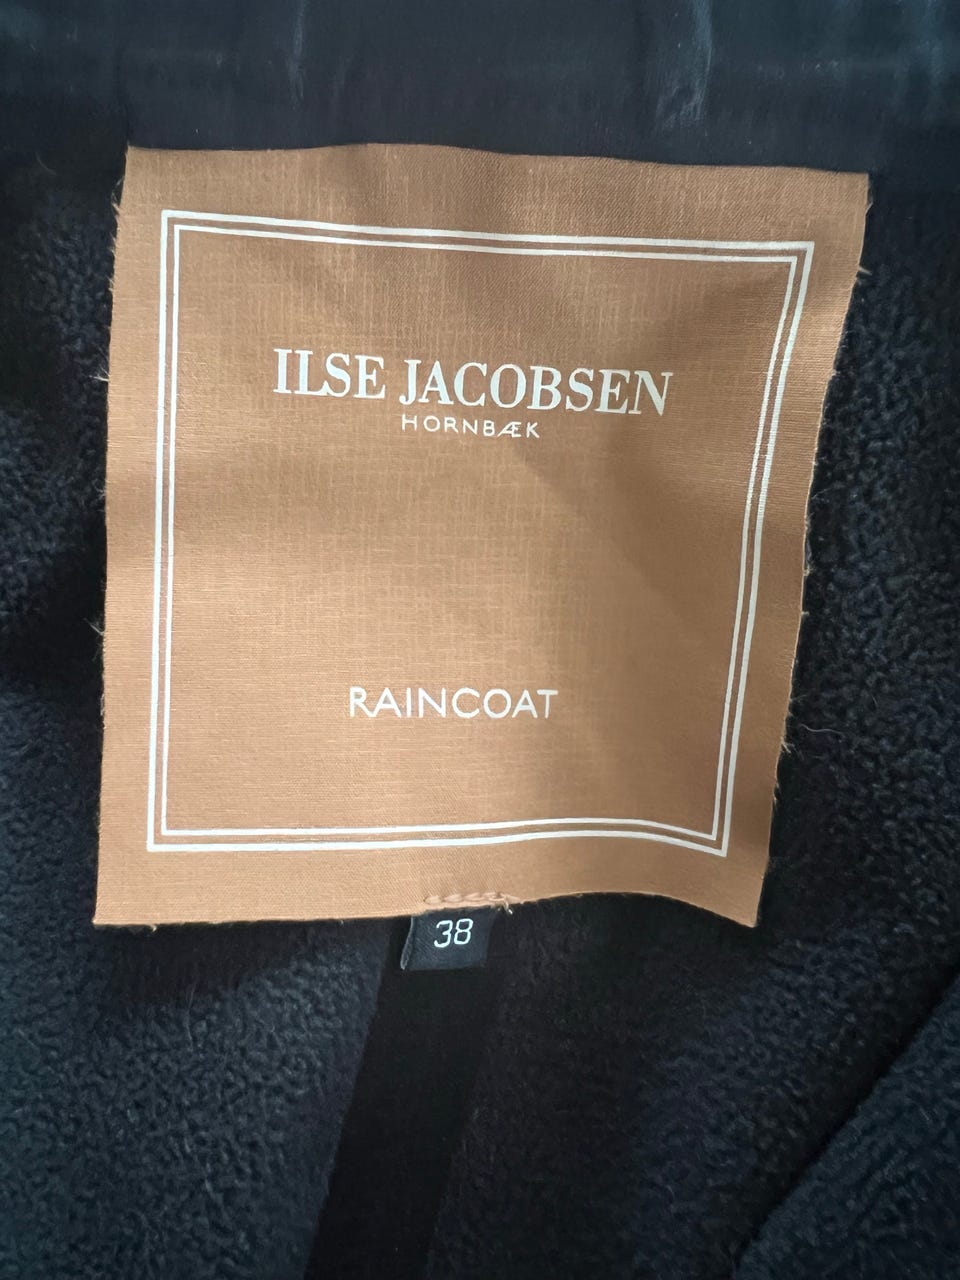 ILSE JACOBSEN
HORNBÆK
RAINCOAT
38